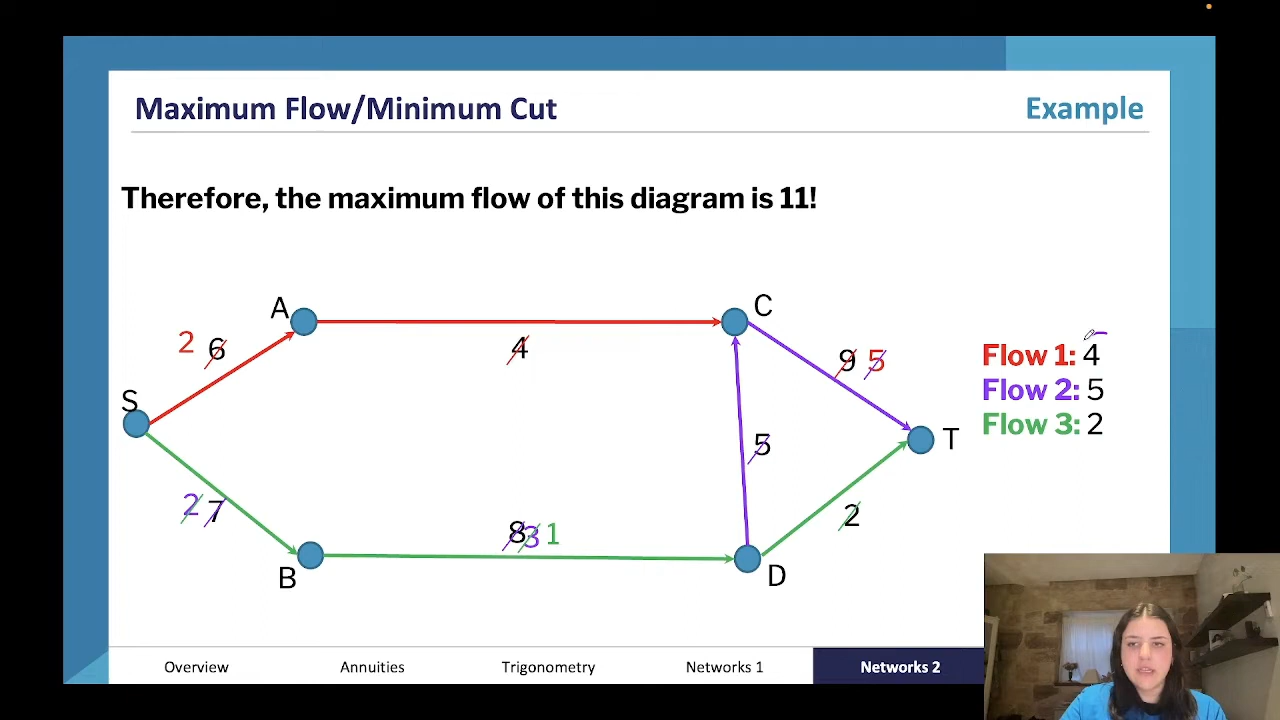 Maximum Flow/Minimum Cut
Example
Therefore, the maximum flow of this diagram is 11!
A
C
2 6
4
9 5
Flow 1: 4
Flow 2: 5
Flow 3: 2
S
T
5
2 7
8 3 1
2
B
D
Overview
Annuities
Trigonometry
Networks 1
Networks 2